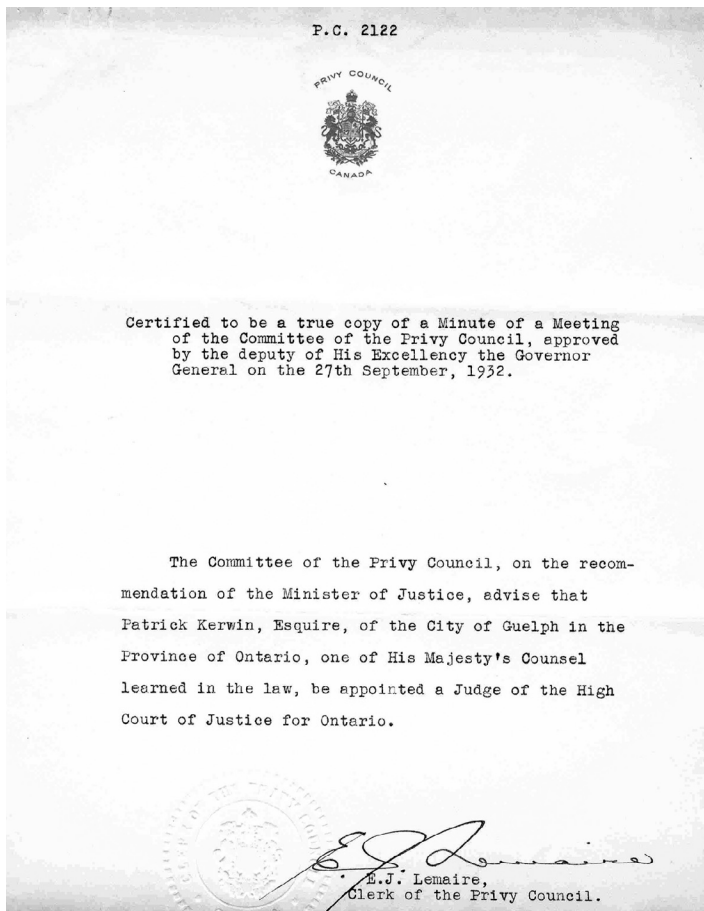 P.C. 2122
PRIVY COUNCIL
CANADA
Certified to be a true copy of a Minute of a Meeting
of the Committee of the Privy Council, approved
by the deputy of His Excellency the Governor
General on the 27th September, 1932.
The Committee of the Privy Council, on the recom-
mendation of the Minister of Justice, advise that
Patrick Kerwin, Esquire, of the City of Guelph in the
Province of Ontario, one of His Majesty's Counsel
learned in the law, be appointed a Judge of the High
Court of Justice for Ontario.
E. J. Lemaire
E.J. Lemaire,
Clerk of the Privy Council.